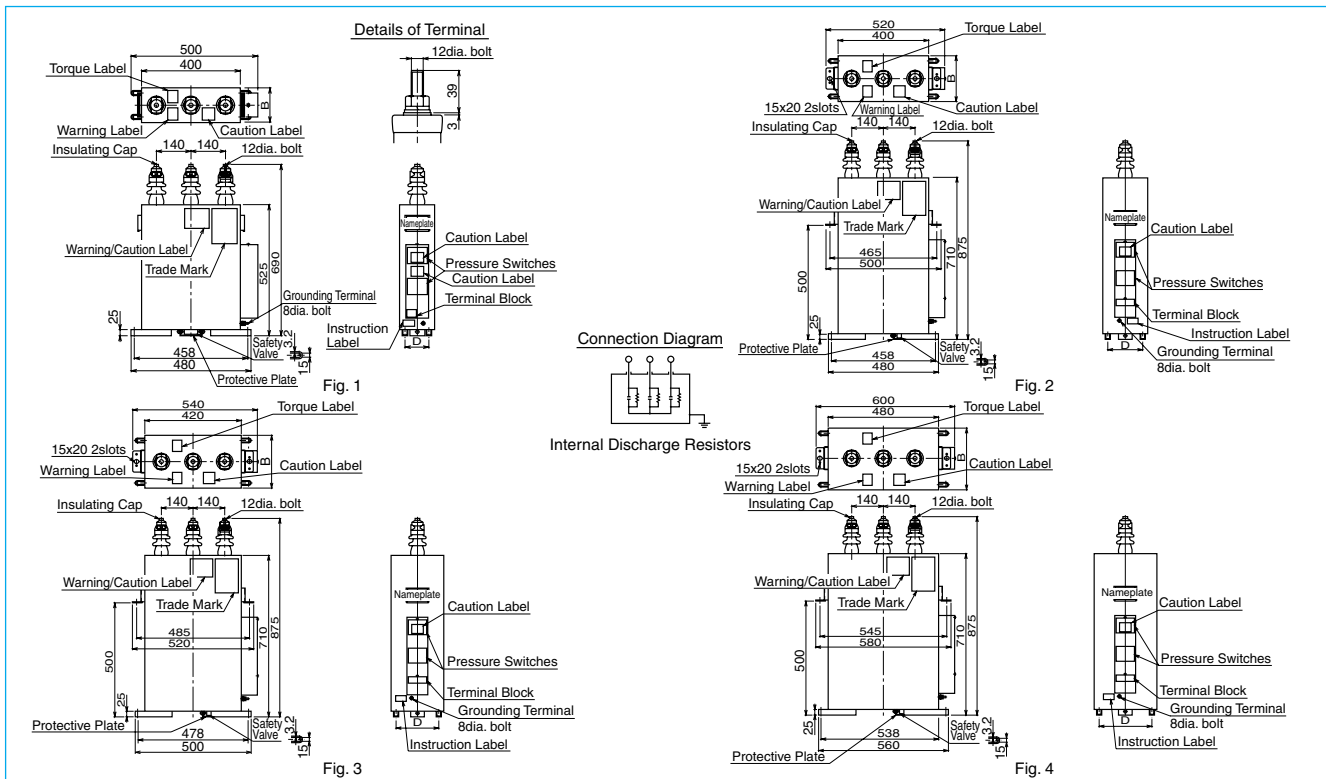 Details of Terminal
12dia. bolt
39
3
500
400
Torque Label
B
Warning Label
Caution Label
Insulating Cap
140
140
12dia. bolt
Warning/Caution Label
Trade Mark
525
690
Grounding Terminal
8dia. bolt
25
Safety
Valve
3.2
15
458
480
Protective Plate
Nameplate
Caution Label
Pressure Switches
Caution Label
Terminal Block
Instruction
Label
D
Fig. 1
520
400
Torque Label
B
15x20 2slots
Warning Label
Caution Label
Insulating Cap
140
140
12dia. bolt
Warning/Caution Label
Trade Mark
465
500
500
710
875
25
Protective Plate
458
480
Safety
Valve
3.2
15
Nameplate
Caution Label
Pressure Switches
Terminal Block
Instruction Label
D
Grounding Terminal
8dia. bolt
Fig. 2
Connection Diagram
Internal Discharge Resistors
540
420
Torque Label
15x20 2slots
B
Warning Label
Caution Label
Insulating Cap
140
140
12dia. bolt
Warning/Caution Label
Trade Mark
485
520
500
710
875
25
Protective Plate
478
500
Safety
Valve
3.2
15
Nameplate
Caution Label
Pressure Switches
Terminal Block
Grounding Terminal
8dia. bolt
D
Instruction Label
Fig. 3
600
480
Torque Label
B
15x20 2slots
Warning Label
Caution Label
Insulating Cap
140
140
12dia. bolt
Warning/Caution Label
Trade Mark
545
580
500
710
875
25
Protective Plate
538
560
Safety
Valve
3.2
15
Nameplate
Caution Label
Pressure Switches
Terminal Block
Grounding Terminal
8dia. bolt
D
Instruction Label
Fig. 4